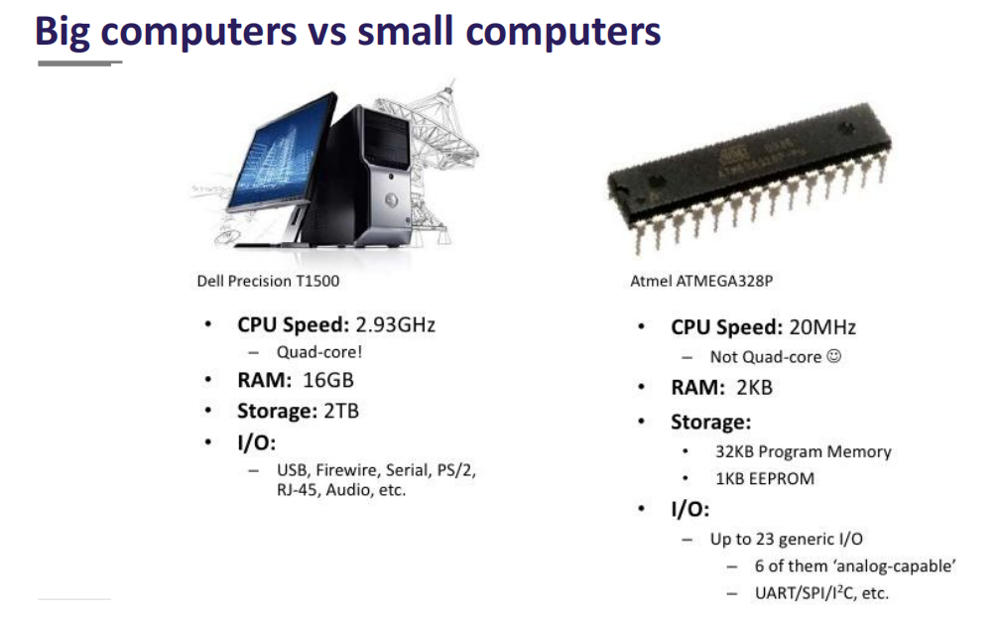 Big computers vs small computers
Dell Precision T1500
• CPU Speed: 2.93GHz
– Quad-core!
• RAM: 16GB
• Storage: 2TB
• I/O:
– USB, Firewire, Serial, PS/2,
RJ-45, Audio, etc.
ATMEGA328P-PU
Atmel ATMEGA328P
• CPU Speed: 20MHz
– Not Quad-core ☺
• RAM: 2KB
• Storage:
• 32KB Program Memory
• 1KB EEPROM
• I/O:
– Up to 23 generic I/O
– 6 of them ‘analog-capable’
– UART/SPI/I²C, etc.